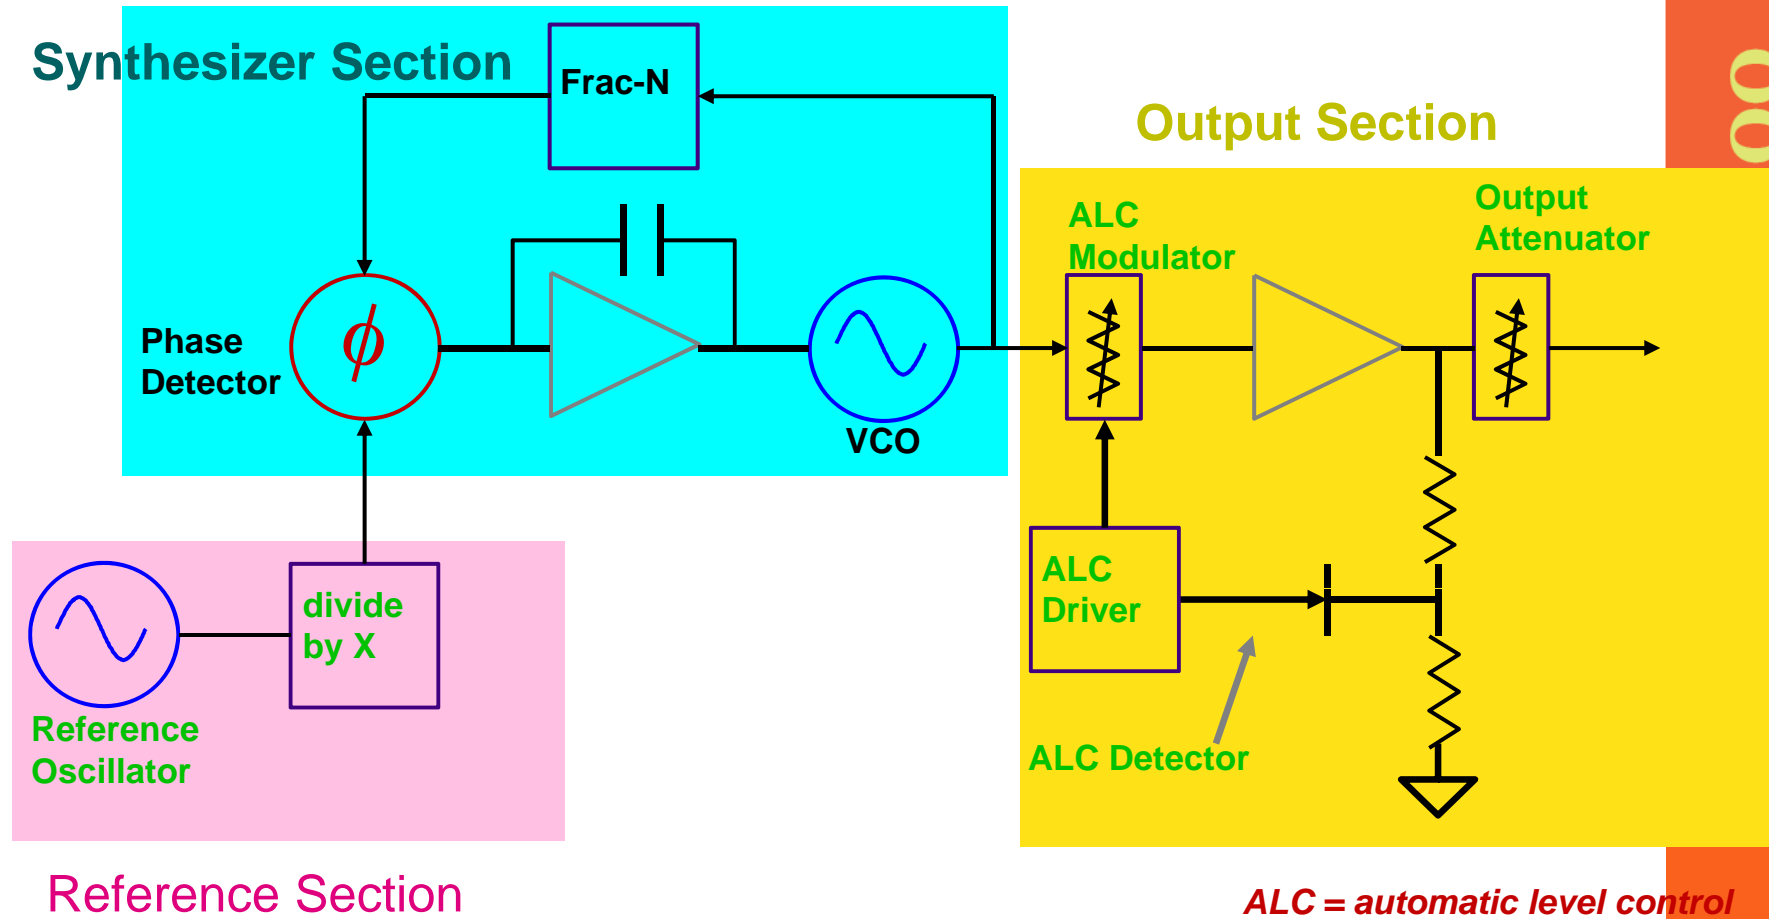 Synthesizer Section
Frac-N
Phase
Detector
ϕ
VCO
Output Section
ALC
Modulator
Output
Attenuator
ALC
Driver
ALC Detector
divide
by X
Reference
Oscillator
Reference Section
ALC = automatic level control